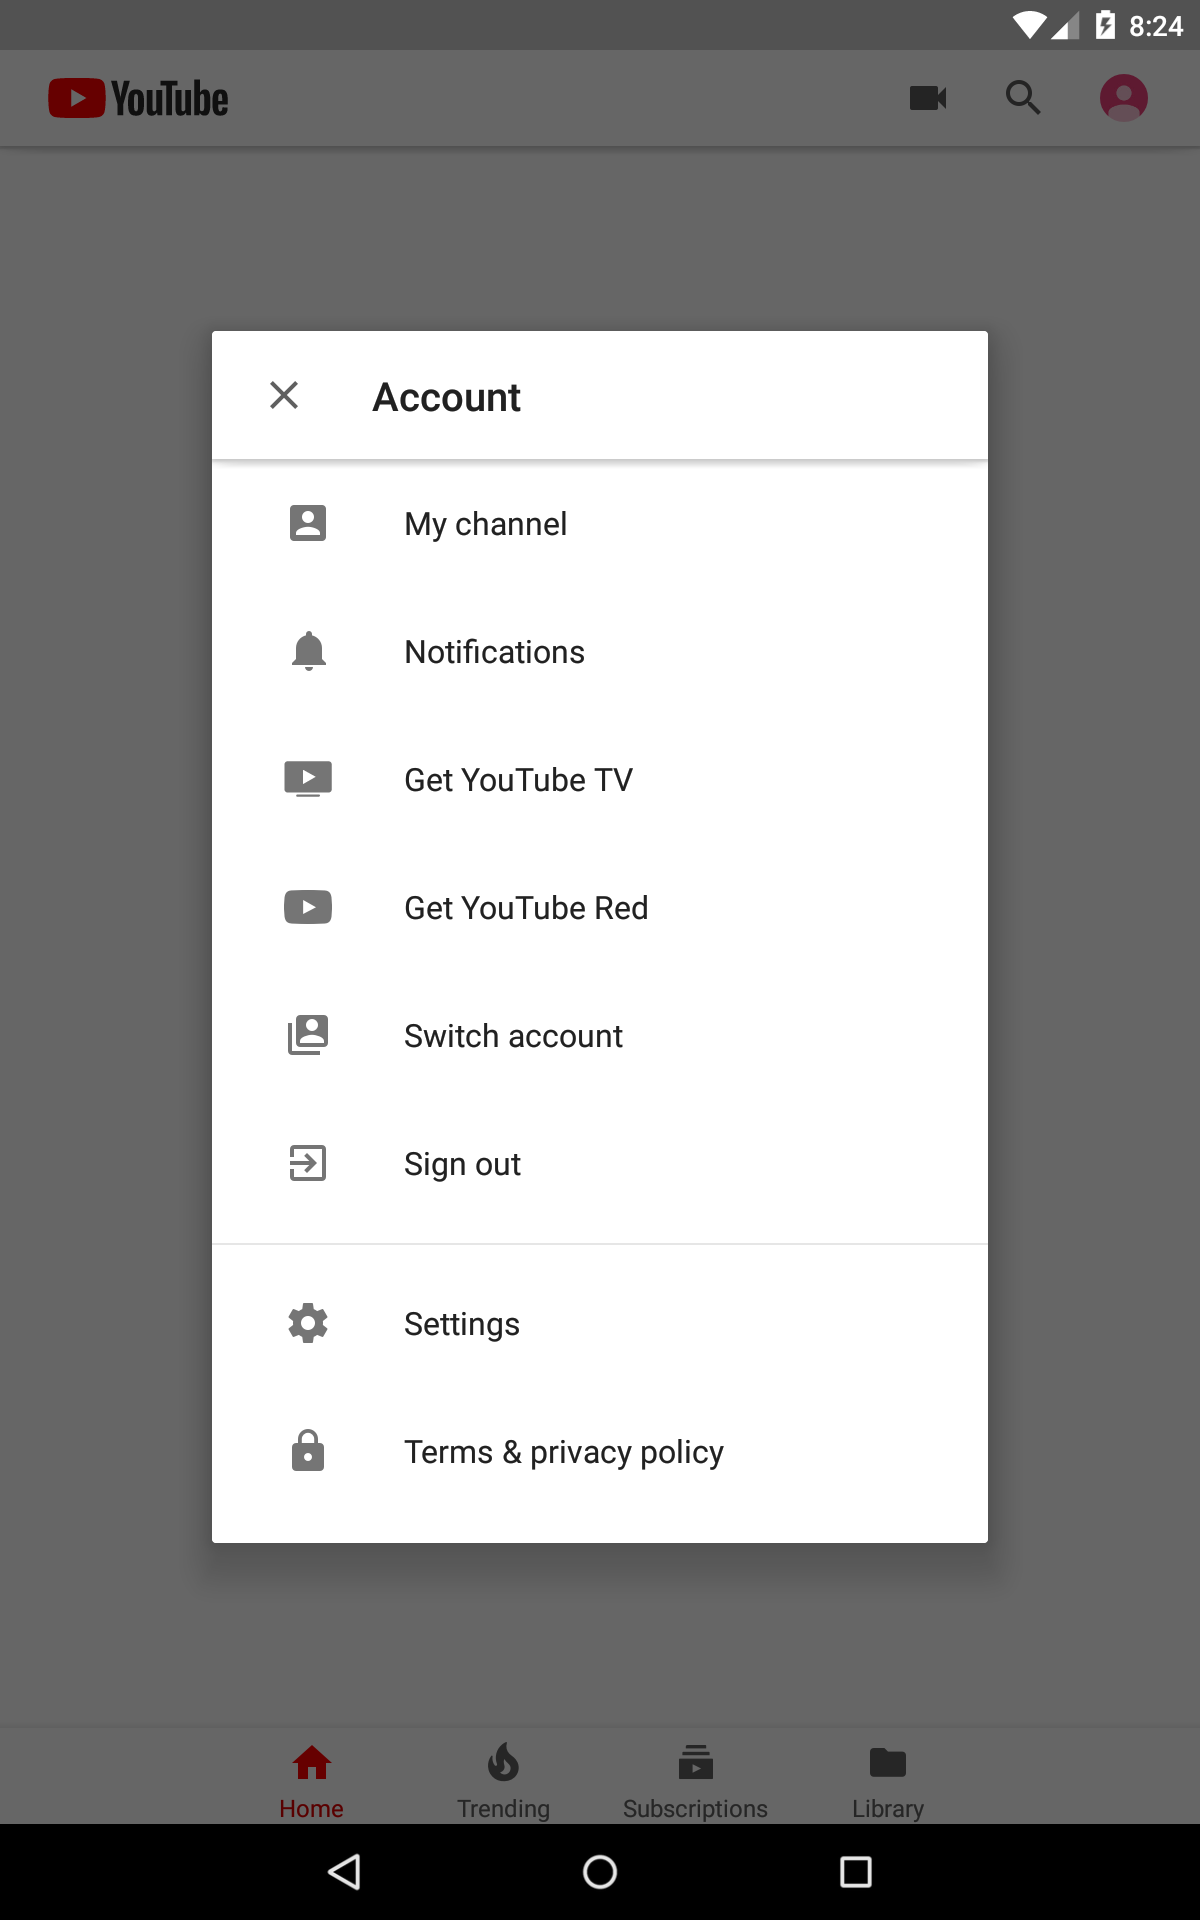 8:24
YouTube
Account
My channel
Notifications
Get YouTube TV
Get YouTube Red
Switch account
Sign out
Settings
Terms & privacy policy
Home Trending Subscriptions Library